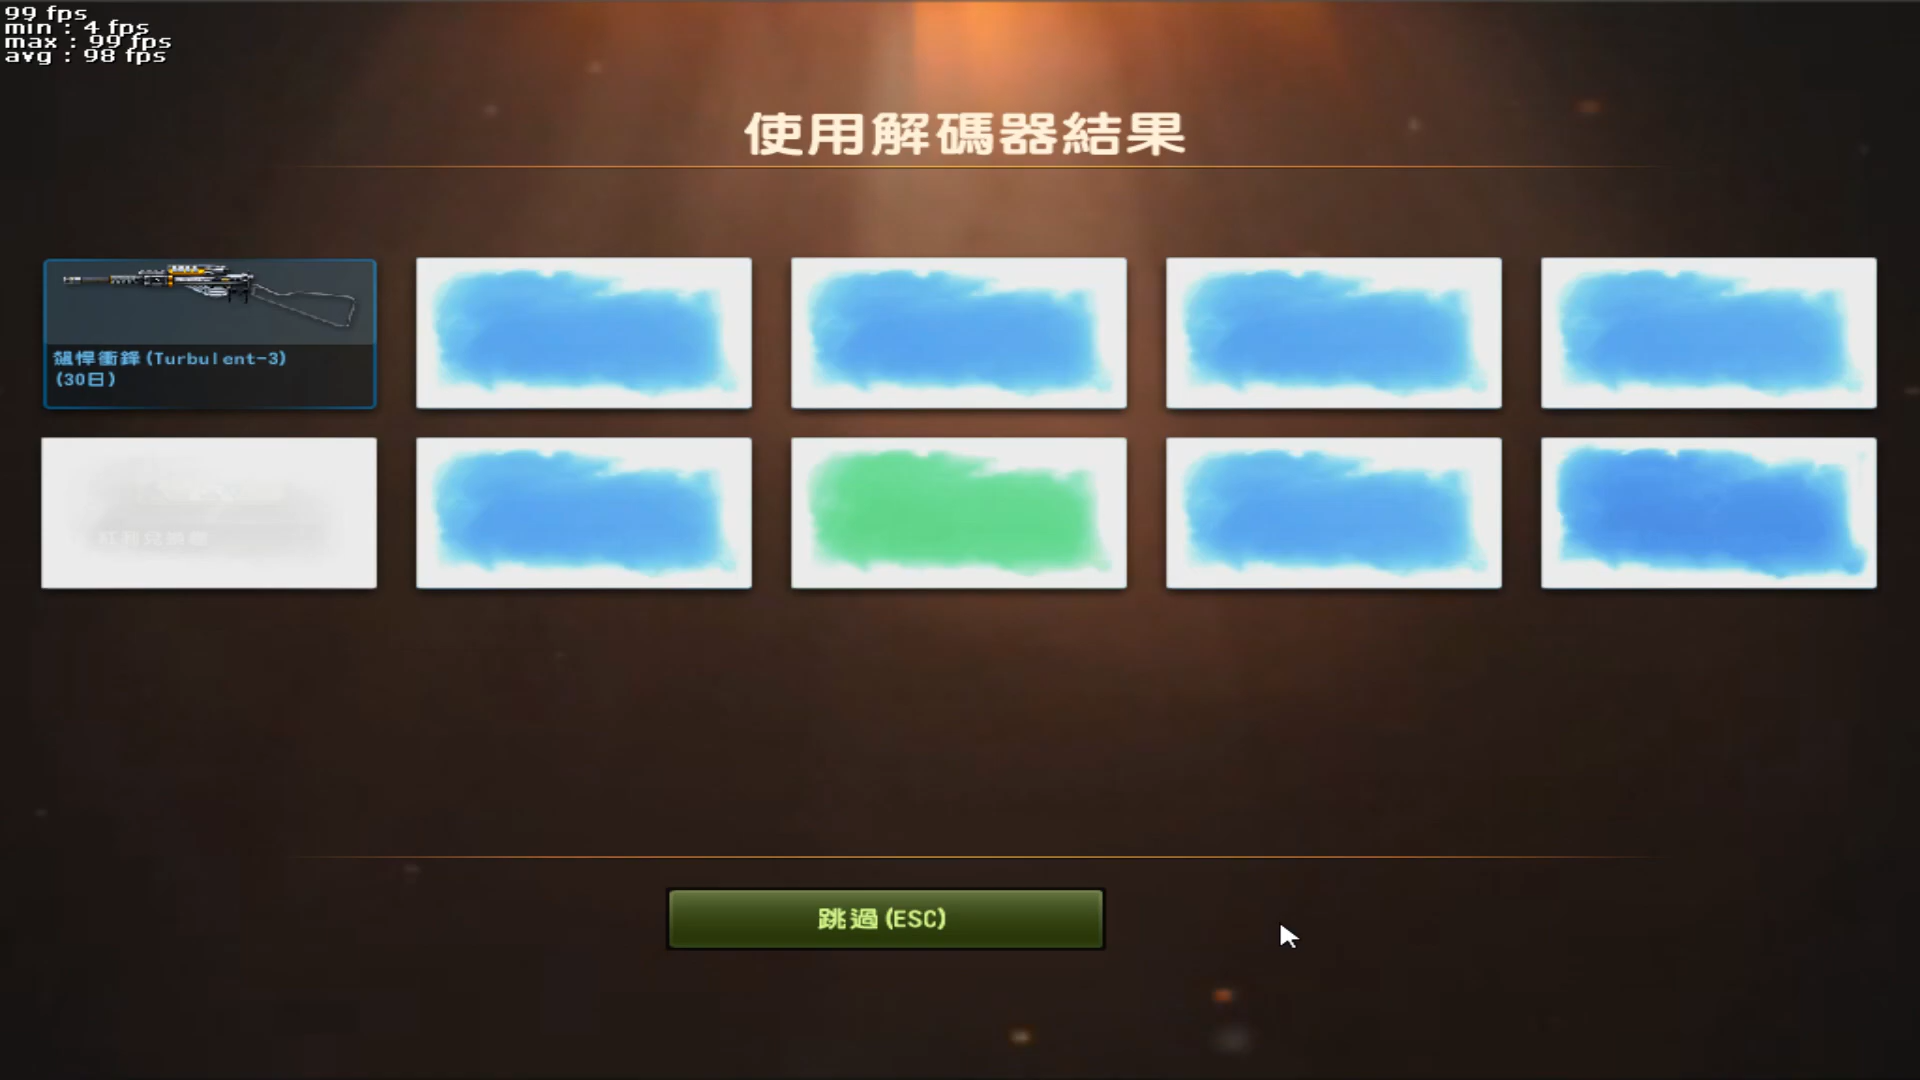 99 fps
min : 4 fps
max : 99 fps
avg : 98 fps
使用解碼器結果
飆悍衝鋒(Turbulent-3)
(30日)
跳過(ESC)